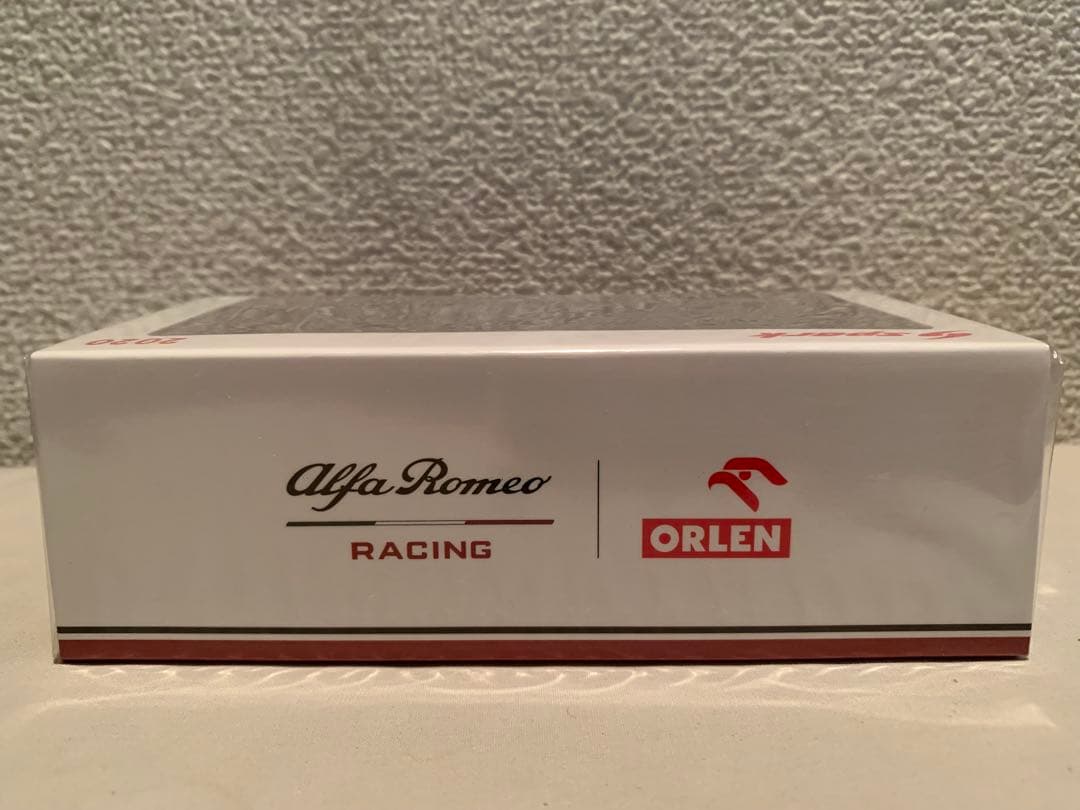 2020
Spark
Alfa Romeo
RACING
ORLEN